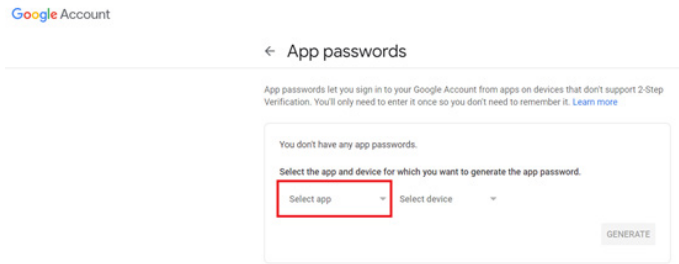 Google Account
← App passwords
App passwords let you sign in to your Google Account from apps on devices that don't support 2-Step
Verification. You'll only need to enter it once so you don't need to remember it. Learn more
You don't have any app passwords.
Select the app and device for which you want to generate the app password.
Select app Select device
GENERATE